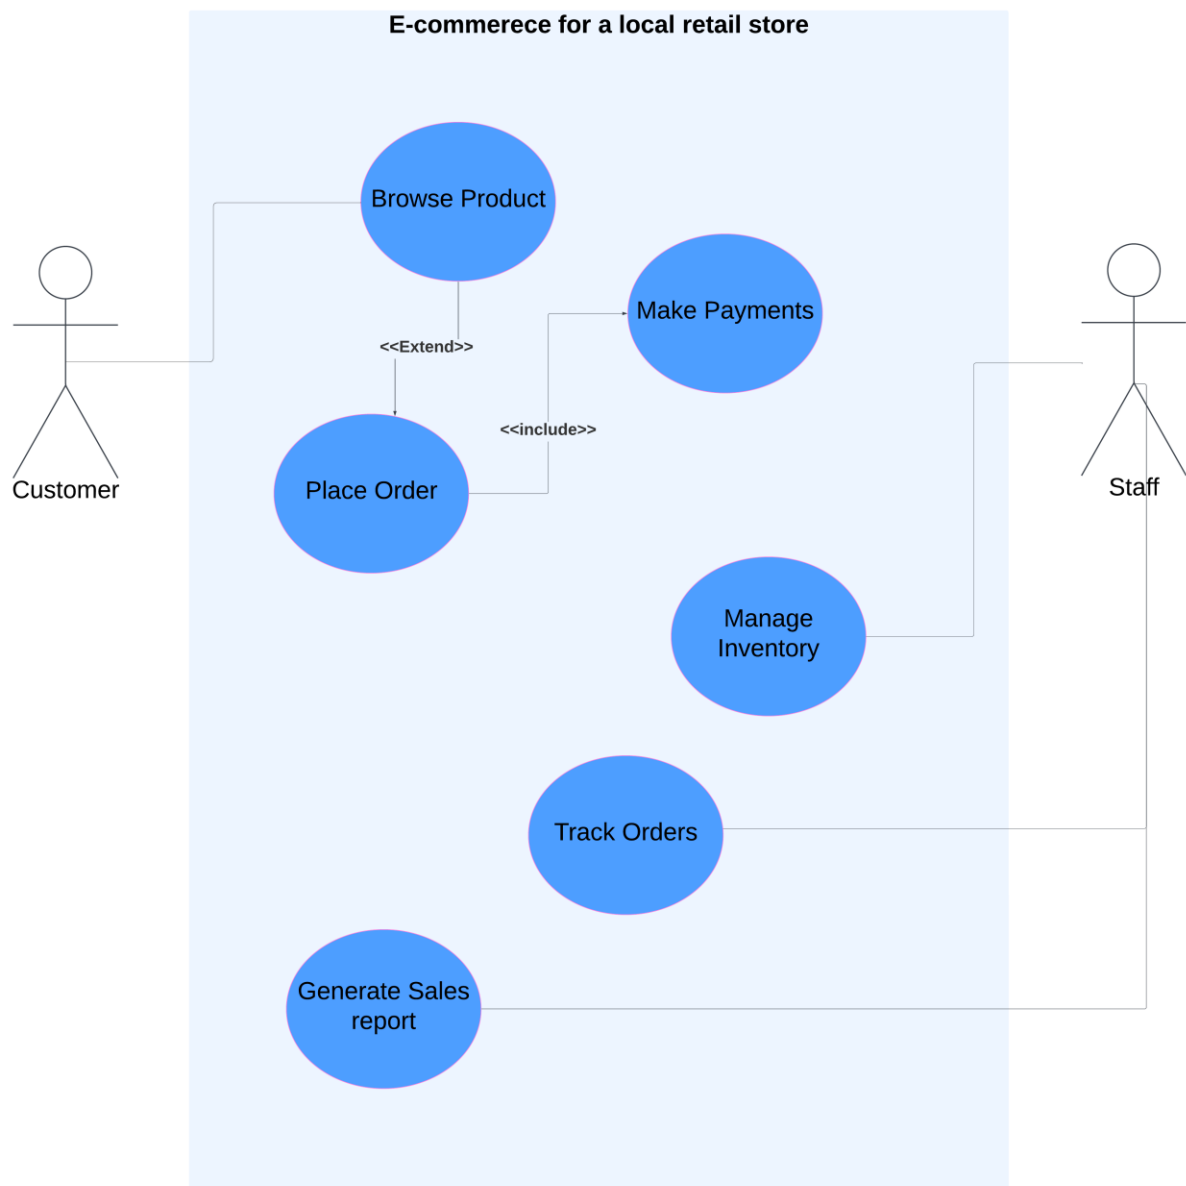 E-commerece for a local retail store
Browse Product
Make Payments
<<Extend>>
<<include>>
Place Order
Customer
Staff
Manage
Inventory
Track Orders
Generate Sales
report